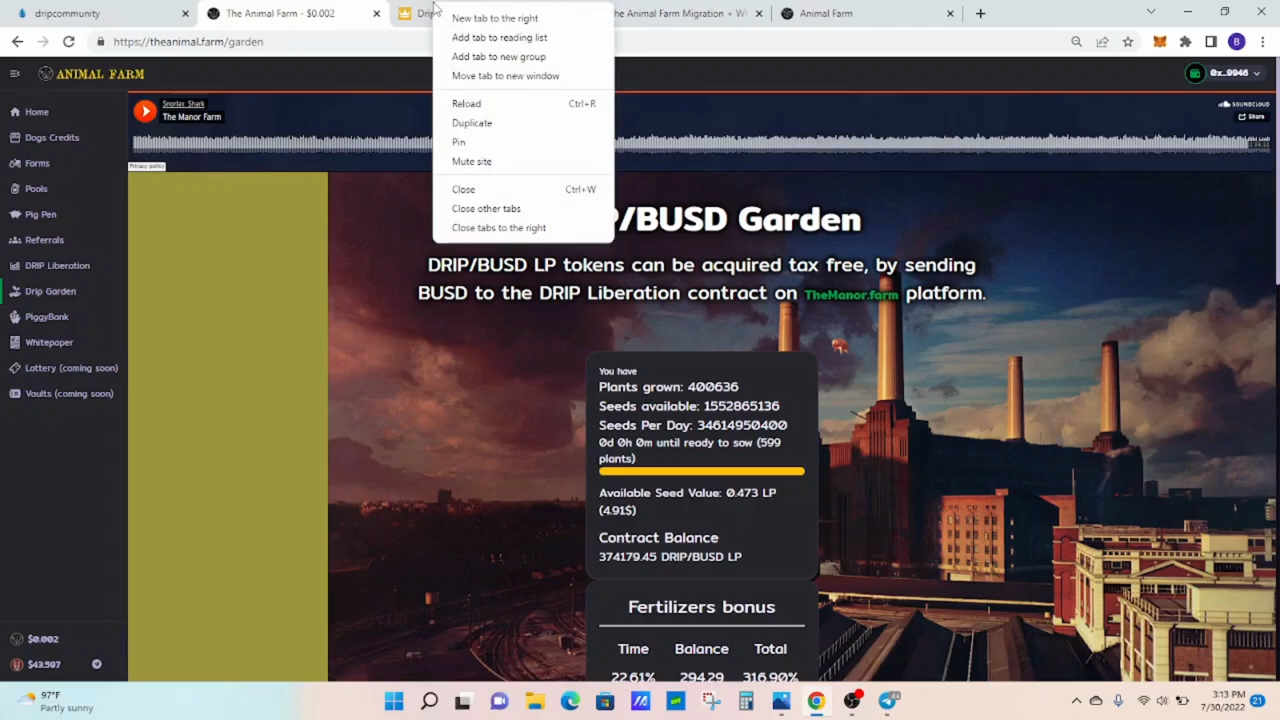 dripcommunity
The Animal Farm - $0.002
Drip
The Animal Farm Migration + W
Animal Farm
https://theanimal.farm/garden
New tab to the right
Add tab to reading list
Add tab to new group
Move tab to new window
Reload Ctrl+R
Duplicate
Pin
Mute site
Close Ctrl+W
Close other tabs
Close tabs to the right
ANIMAL FARM
0x_9946
B
Snorlax_Shark
The Manor Farm
SOUNDCLOUD
Share
Privacy policy
Home
Dogs Credits
Farms
Pools
Pig Pen
Referrals
DRIP Liberation
Drip Garden
PiggyBank
Whitepaper
Lottery (coming soon)
Vaults (coming soon)
$0.002
$43.597
P/BUSD Garden
DRIP/BUSD LP tokens can be acquired tax free, by sending
BUSD to the DRIP Liberation contract on TheManor.farm platform.
You have
Plants grown: 400636
Seeds available: 1552865136
Seeds Per Day: 34614950400
0d 0h 0m until ready to sow (599
plants)
Available Seed Value: 0.473 LP
(4.91$)
Contract Balance
374179.45 DRIP/BUSD LP
Fertilizers bonus
Time Balance Total
22.61% 294.29 316.90%
97°F
Partly sunny
3:13 PM
7/30/2022
21